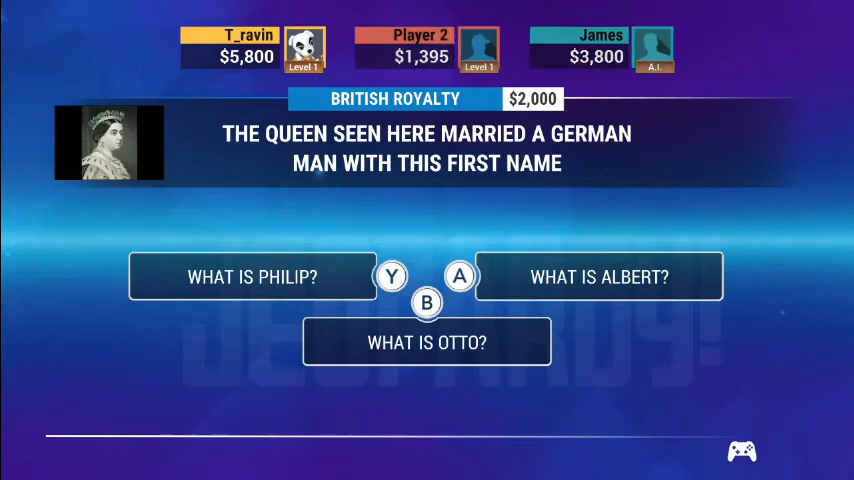 T_ravin
$5,800
Level 1
Player 2
$1,395
Level 1
James
$3,800
A.I.
BRITISH ROYALTY
$2,000
THE QUEEN SEEN HERE MARRIED A GERMAN
MAN WITH THIS FIRST NAME
WHAT IS PHILIP?
Y
A
WHAT IS ALBERT?
B
WHAT IS OTTO?
JEOPARDY!